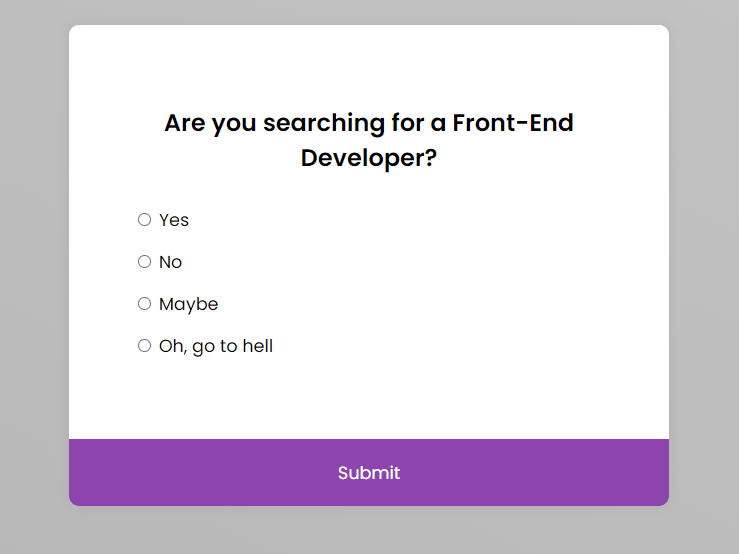 Are you searching for a Front-End
Developer?
Yes
No
Maybe
Oh, go to hell
Submit